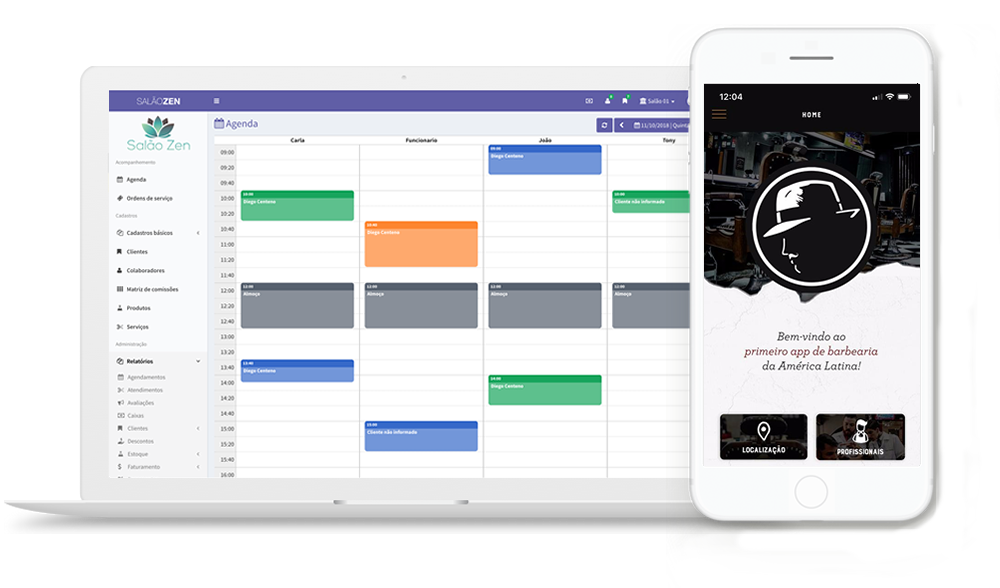 SALÃOZEN
Salão 01
Salão Zen
Acompanhamento
Agenda
Ordens de serviço
Cadastros
Cadastros básicos
Clientes
Colaboradores
Matriz de comissões
Produtos
Serviços
Administração
Relatórios
Agendamentos
Atendimentos
Avaliações
Caixas
Clientes
Descontos
Estoque
Faturamento
Agenda
11/10/2018 | Quint
Carla
Funcionario
João
Tony
09:00
09:20
09:40
10:00
10:20
10:40
11:00
11:20
11:40
12:00
12:20
12:40
13:00
13:20
13:40
14:00
14:20
14:40
15:00
15:20
15:40
16:00
10:00
Diego Centeno
12:00
Almoço
13:40
Diego Centeno
10:40
Diego Centeno
12:00
Almoço
15:00
Cliente não informado
09:00
Diego Centeno
12:00
Almoço
14:00
Diego Centeno
10:00
Cliente não informado
12:00
Almoço
12:04
HOME
Bem-vindo ao
primeiro app de barbearia
da América Latina!
LOCALIZAÇÃO
PROFISSIONAIS